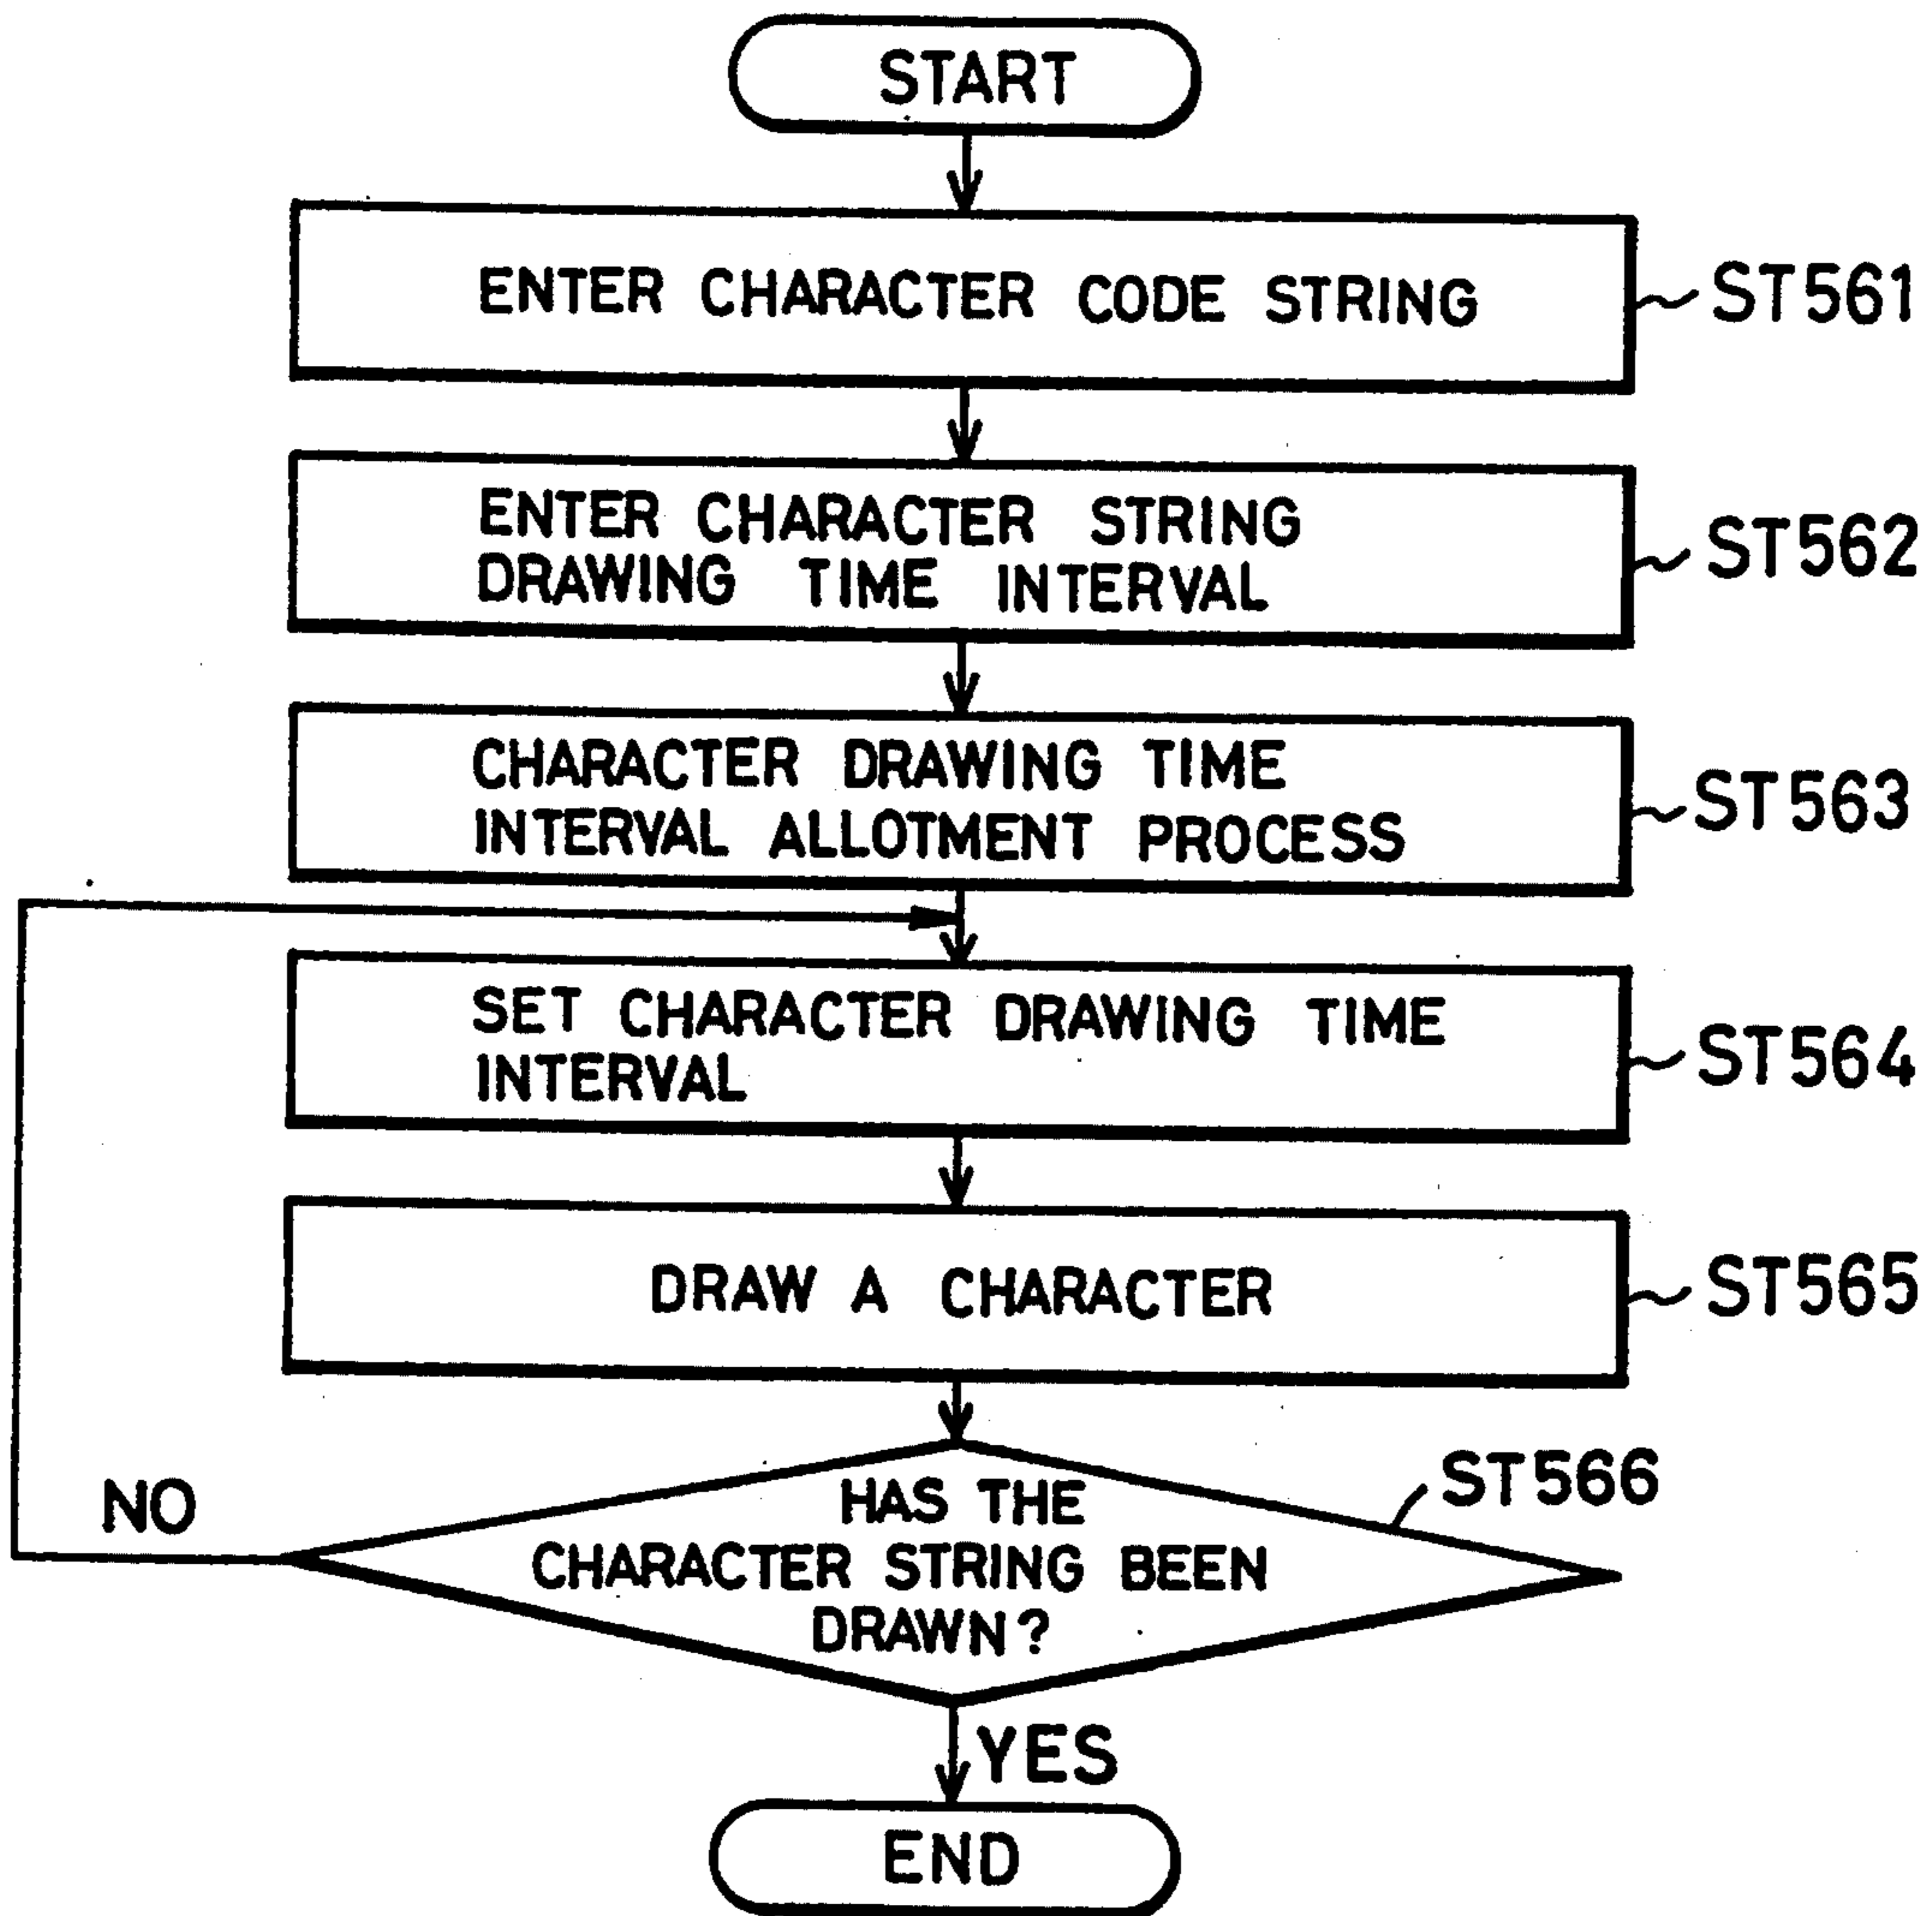 START
ENTER CHARACTER CODE STRING
ST561
ENTER CHARACTER STRING
DRAWING TIME INTERVAL
ST562
CHARACTER DRAWING TIME
INTERVAL ALLOTMENT PROCESS
ST563
SET CHARACTER DRAWING TIME
INTERVAL
ST564
DRAW A CHARACTER
ST565
HAS THE
CHARACTER STRING BEEN
DRAWN?
ST566
NO
YES
END